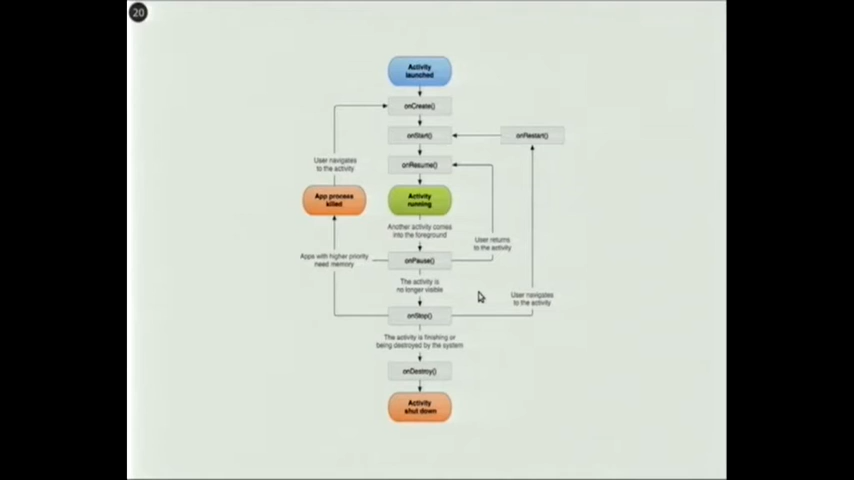 20
Activity
launched
onCreate()
onStart()
onRestart()
onResume()
User navigates
to the activity
App process
killed
Activity
running
Another activity comes
into the foreground
User returns
to the activity
Apps with higher priority
need memory
onPause()
The activity is
no longer visible
User navigates
to the activity
onStop()
The activity is finishing or
being destroyed by the system
onDestroy()
Activity
shut down